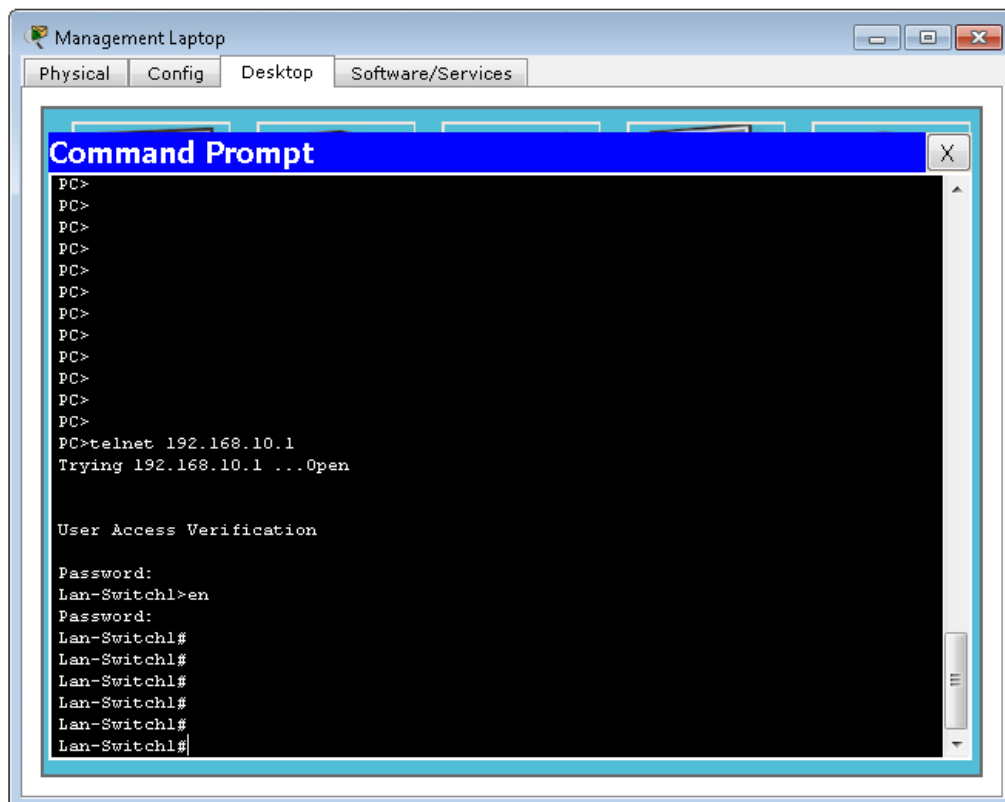 Management Laptop
Physical Config Desktop Software/Services
Command Prompt
X
PC>
PC>
PC>
PC>
PC>
PC>
PC>
PC>
PC>
PC>
PC>
PC>
PC>telnet 192.168.10.1
Trying 192.168.10.1 ...Open
User Access Verification
Password:
Lan-Switch1>en
Password:
Lan-Switch1#
Lan-Switch1#
Lan-Switch1#
Lan-Switch1#
Lan-Switch1#
Lan-Switch1#